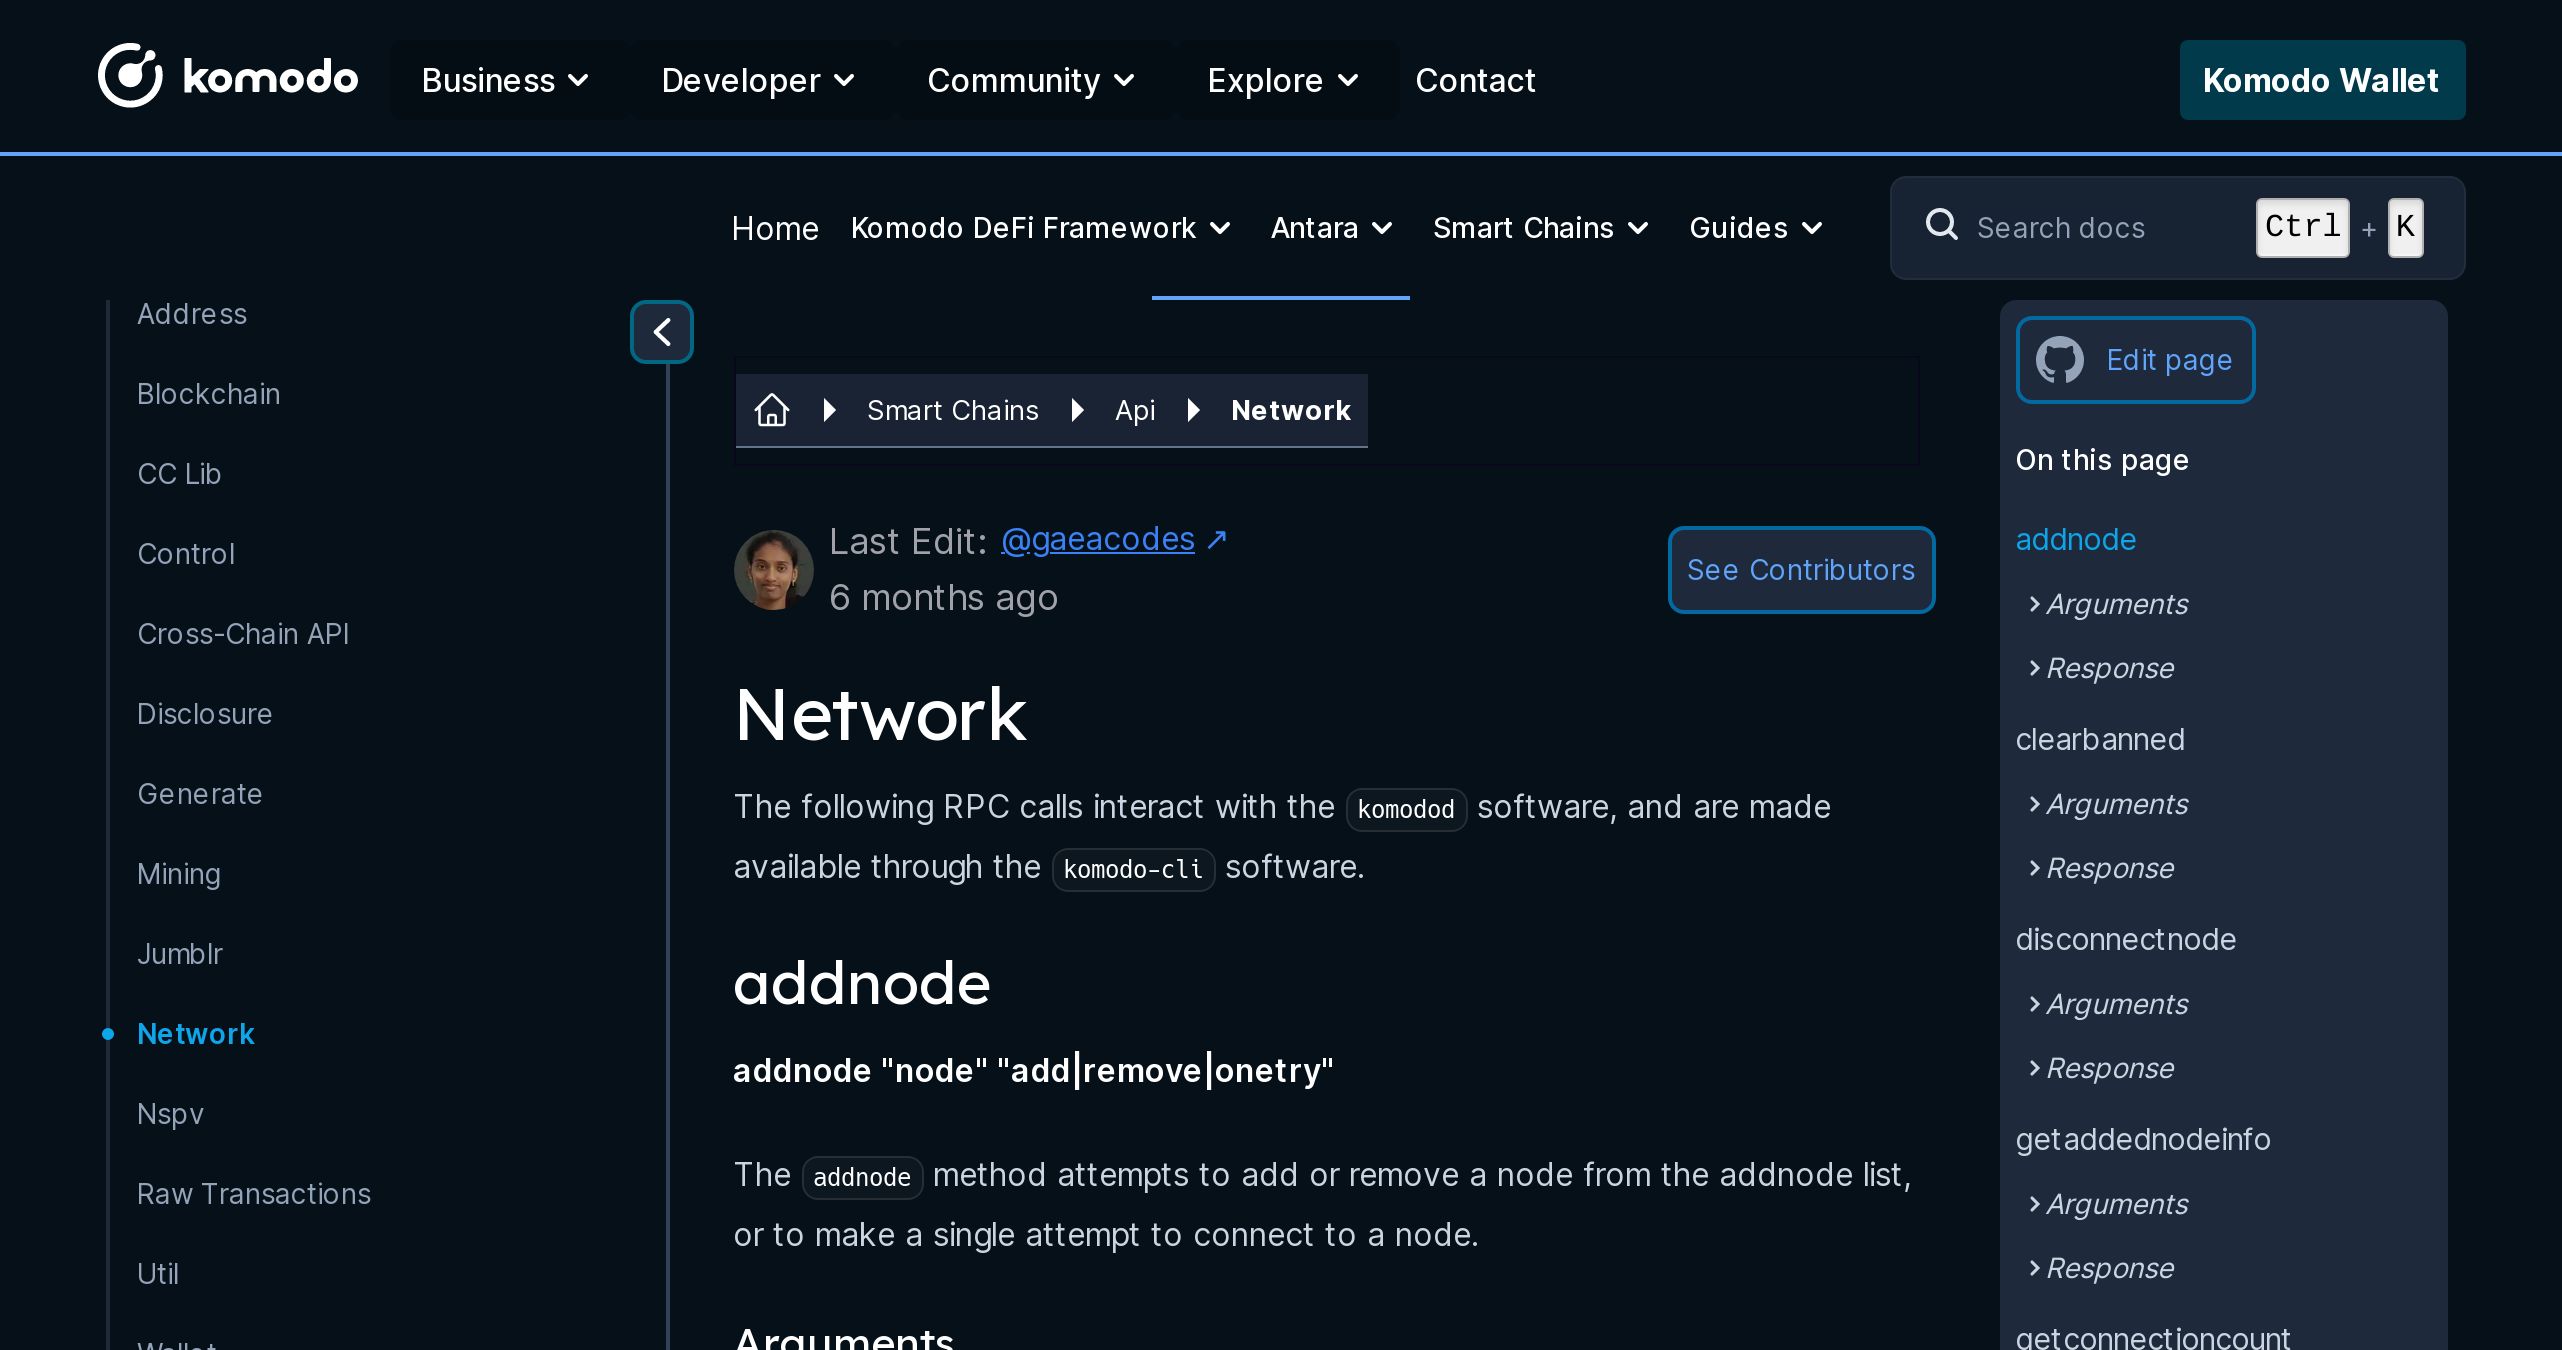 komodo
Business
Developer
Community
Explore
Contact
Komodo Wallet
Home
Komodo DeFi Framework
Antara
Smart Chains
Guides
Search docs
Ctrl + K
Address
Blockchain
CC Lib
Control
Cross-Chain API
Disclosure
Generate
Mining
Jumblr
Network
Nspv
Raw Transactions
Util
Wallet
Smart Chains
Api
Network
Last Edit: @gaeacodes ↗
6 months ago
See Contributors
Network
The following RPC calls interact with the komodod software, and are made
available through the komodo-cli software.
addnode
addnode "node" "add|remove|onetry"
The addnode method attempts to add or remove a node from the addnode list,
or to make a single attempt to connect to a node.
Arguments
Edit page
On this page
addnode
Arguments
Response
clearbanned
Arguments
Response
disconnectnode
Arguments
Response
getaddednodeinfo
Arguments
Response
getconnectioncount